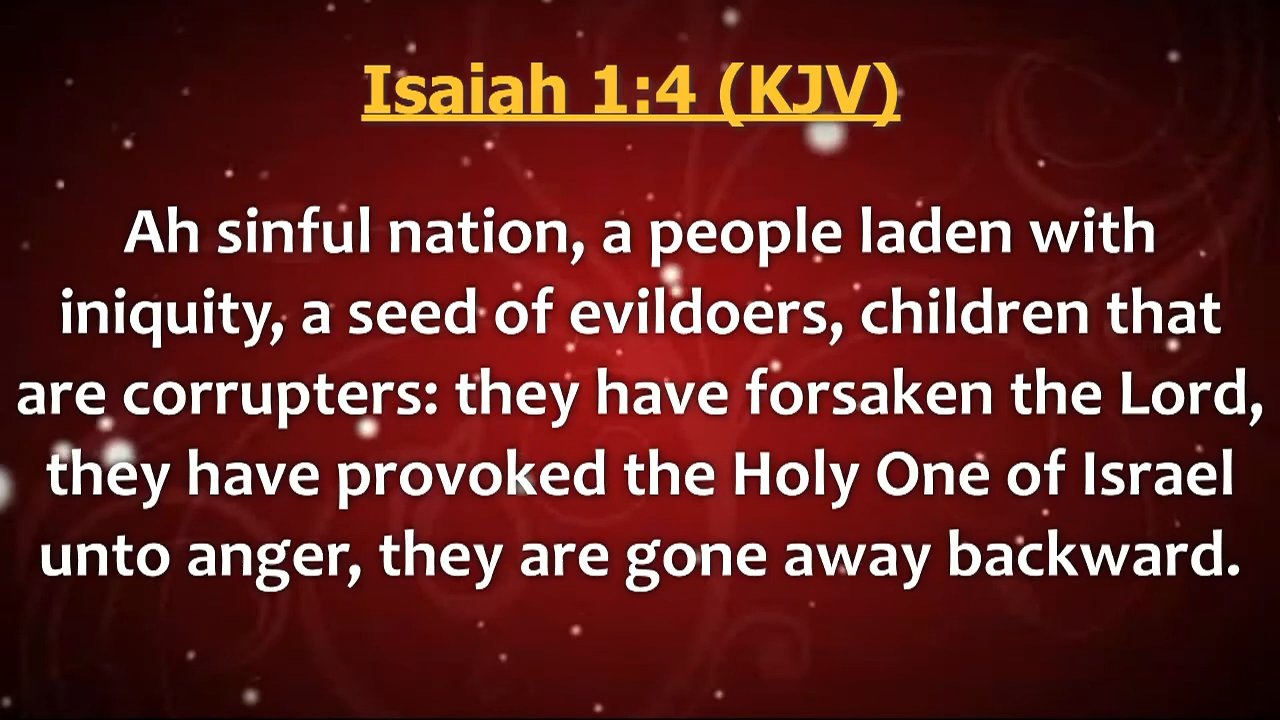 Isaiah 1:4 (KJV)
Ah sinful nation, a people laden with
iniquity, a seed of evildoers, children that
are corrupters: they have forsaken the Lord,
they have provoked the Holy One of Israel
unto anger, they are gone away backward.